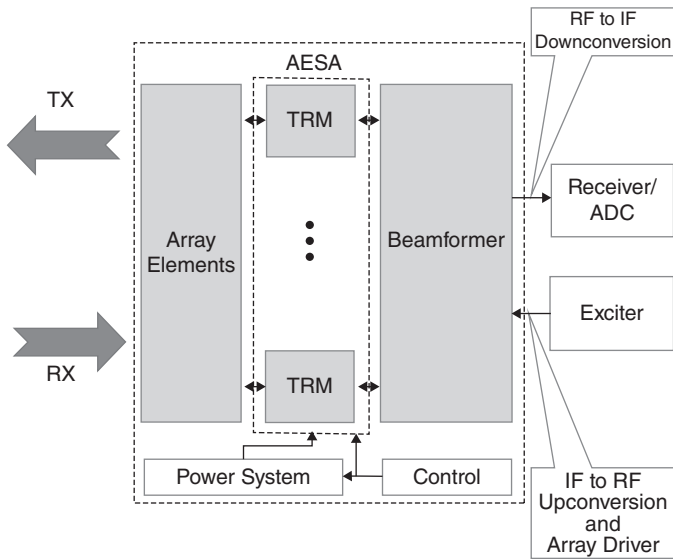 RF to IF
Downconversion
AESA
TX
TRM
Receiver/
ADC
Array
Elements
Beamformer
Exciter
RX
TRM
Power System
Control
IF to RF
Upconversion
and
Array Driver